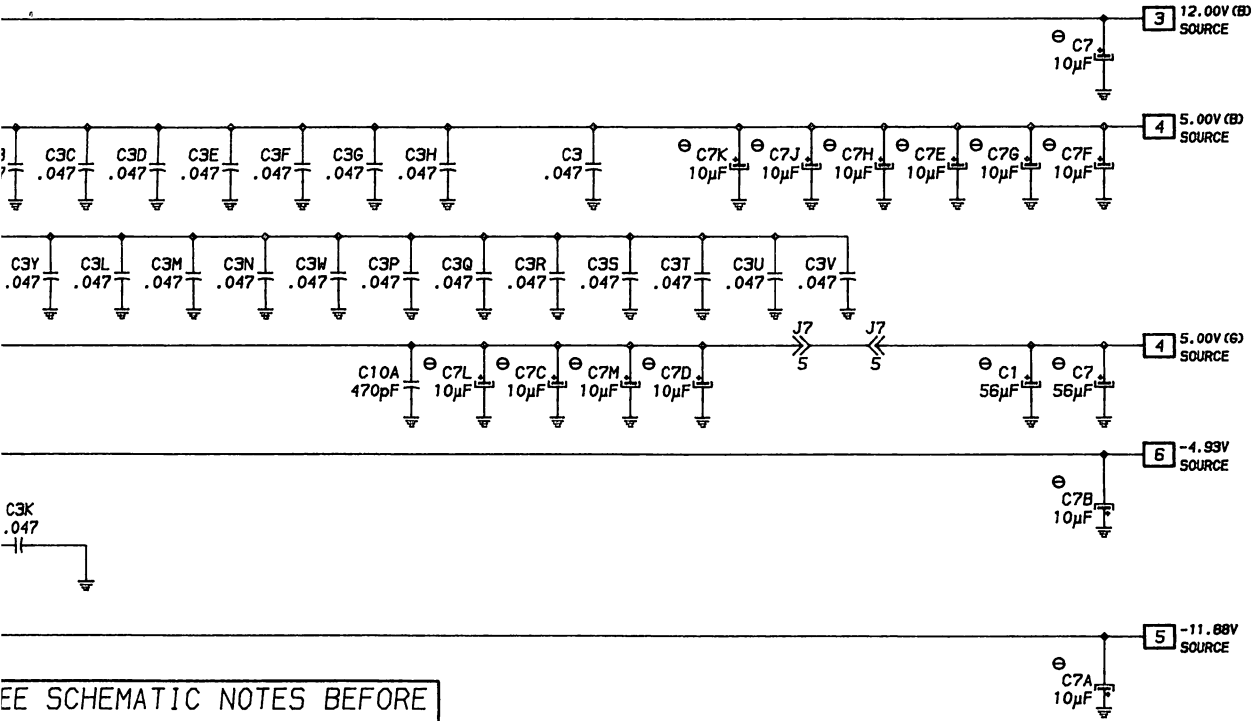 3 12.00V(B)
SOURCE
C7
10µF
4 5.00V(B)
SOURCE
C3C C3D C3E C3F C3G C3H C3 C7K C7J C7H C7E C7G C7F
.047 .047 .047 .047 .047 .047 .047 10µF 10µF 10µF 10µF 10µF 10µF
C3Y C3L C3M C3N C3W C3P C3Q C3R C3S C3T C3U C3V
.047 .047 .047 .047 .047 .047 .047 .047 .047 .047 .047 .047
J7 J7
5 5
4 5.00V(G)
SOURCE
C10A C7L C7C C7M C7D C1 C7
470pF 10µF 10µF 10µF 10µF 56µF 56µF
6 -4.93V
SOURCE
C7B
10µF
C3K
.047
5 -11.88V
SOURCE
C7A
10µF
EE SCHEMATIC NOTES BEFORE